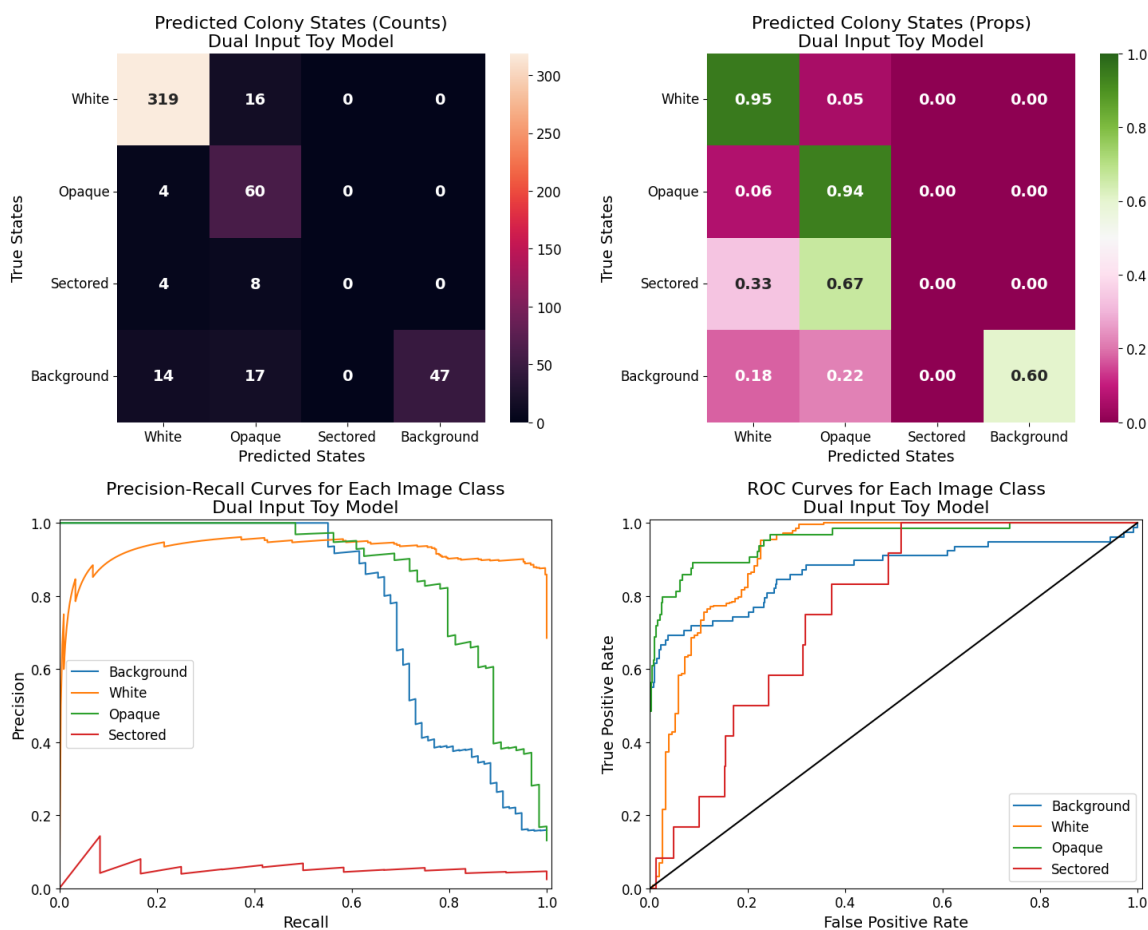 Predicted Colony States (Counts)
Dual Input Toy Model
True States
White
319 16 0 0
Opaque
4 60 0 0
Sectored
4 8 0 0
Background
14 17 0 47
White Opaque Sectored Background
Predicted States
300
250
200
150
100
50
0
Predicted Colony States (Props)
Dual Input Toy Model
True States
White
0.95 0.05 0.00 0.00
Opaque
0.06 0.94 0.00 0.00
Sectored
0.33 0.67 0.00 0.00
Background
0.18 0.22 0.00 0.60
White Opaque Sectored Background
Predicted States
1.0
0.8
0.6
0.4
0.2
0.0
Precision-Recall Curves for Each Image Class
Dual Input Toy Model
Precision
1.0
0.8
0.6
0.4
0.2
0.0
Background
White
Opaque
Sectored
0.0 0.2 0.4 0.6 0.8 1.0
Recall
ROC Curves for Each Image Class
Dual Input Toy Model
True Positive Rate
1.0
0.8
0.6
0.4
0.2
0.0
Background
White
Opaque
Sectored
0.0 0.2 0.4 0.6 0.8 1.0
False Positive Rate